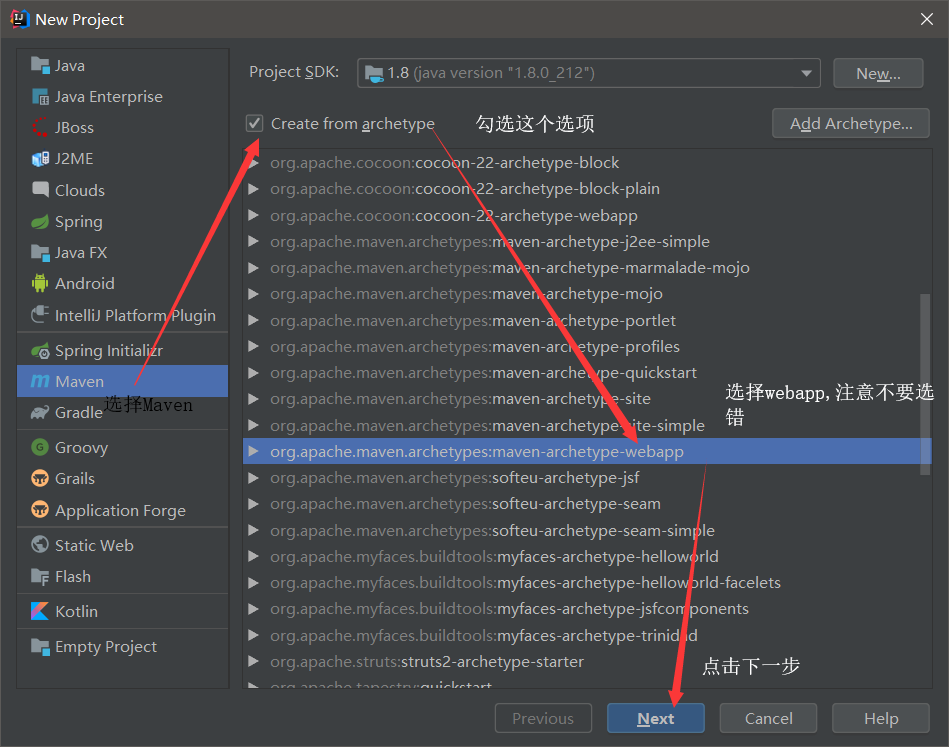 New Project
Java
Java Enterprise
JBoss
J2ME
Clouds
Spring
Java FX
Android
IntelliJ Platform Plugin
Spring Initializr
Maven
选择Maven
Gradle
Groovy
Grails
Application Forge
Static Web
Flash
Kotlin
Empty Project
Project SDK: 1.8 (java version "1.8.0_212") New...
Create from archetype 勾选这个选项 Add Archetype...
org.apache.cocoon:cocoon-22-archetype-block
org.apache.cocoon:cocoon-22-archetype-block-plain
org.apache.cocoon:cocoon-22-archetype-webapp
org.apache.maven.archetypes:maven-archetype-j2ee-simple
org.apache.maven.archetypes:maven-archetype-marmalade-mojo
org.apache.maven.archetypes:maven-archetype-mojo
org.apache.maven.archetypes:maven-archetype-portlet
org.apache.maven.archetypes:maven-archetype-profiles
org.apache.maven.archetypes:maven-archetype-quickstart
org.apache.maven.archetypes:maven-archetype-site
org.apache.maven.archetypes:maven-archetype-site-simple
选择webapp,注意不要选
错
org.apache.maven.archetypes:maven-archetype-webapp
org.apache.maven.archetypes:softeu-archetype-jsf
org.apache.maven.archetypes:softeu-archetype-seam
org.apache.maven.archetypes:softeu-archetype-seam-simple
org.apache.myfaces.buildtools:myfaces-archetype-helloworld
org.apache.myfaces.buildtools:myfaces-archetype-helloworld-facelets
org.apache.myfaces.buildtools:myfaces-archetype-jsfcomponents
org.apache.myfaces.buildtools:myfaces-archetype-trinidad
org.apache.struts:struts2-archetype-starter
org.apache.tapestry:quickstart
点击下一步
Previous Next Cancel Help